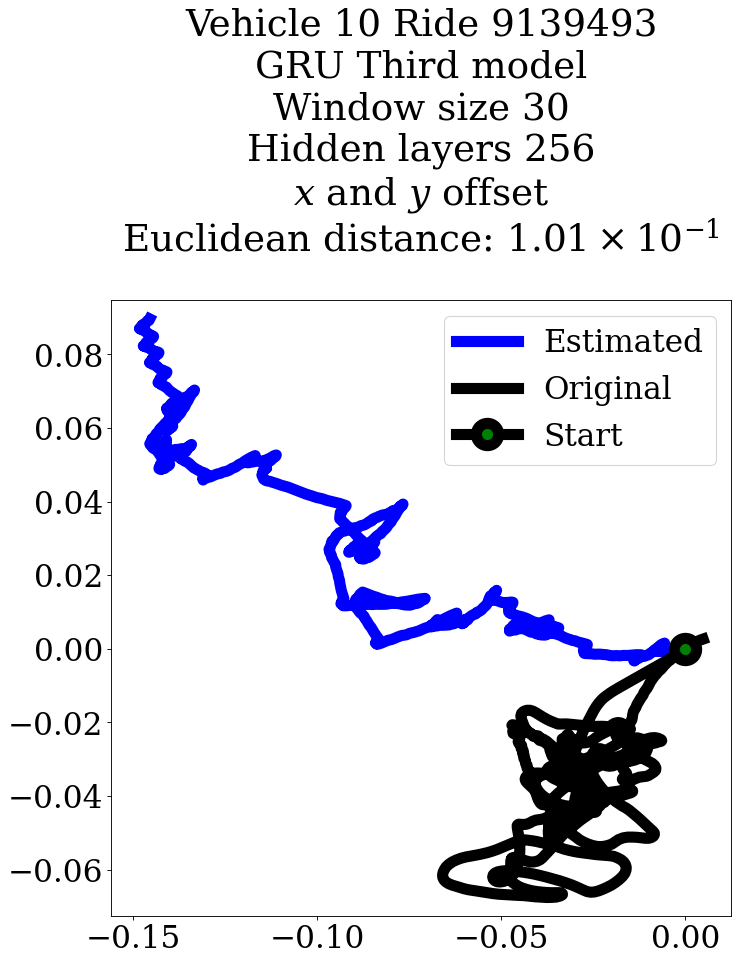 Vehicle 10 Ride 9139493
GRU Third model
Window size 30
Hidden layers 256
x and y offset
Euclidean distance: 1.01 × 10⁻¹
Estimated
Original
Start
0.08
0.06
0.04
0.02
0.00
−0.02
−0.04
−0.06
−0.15 −0.10 −0.05 0.00